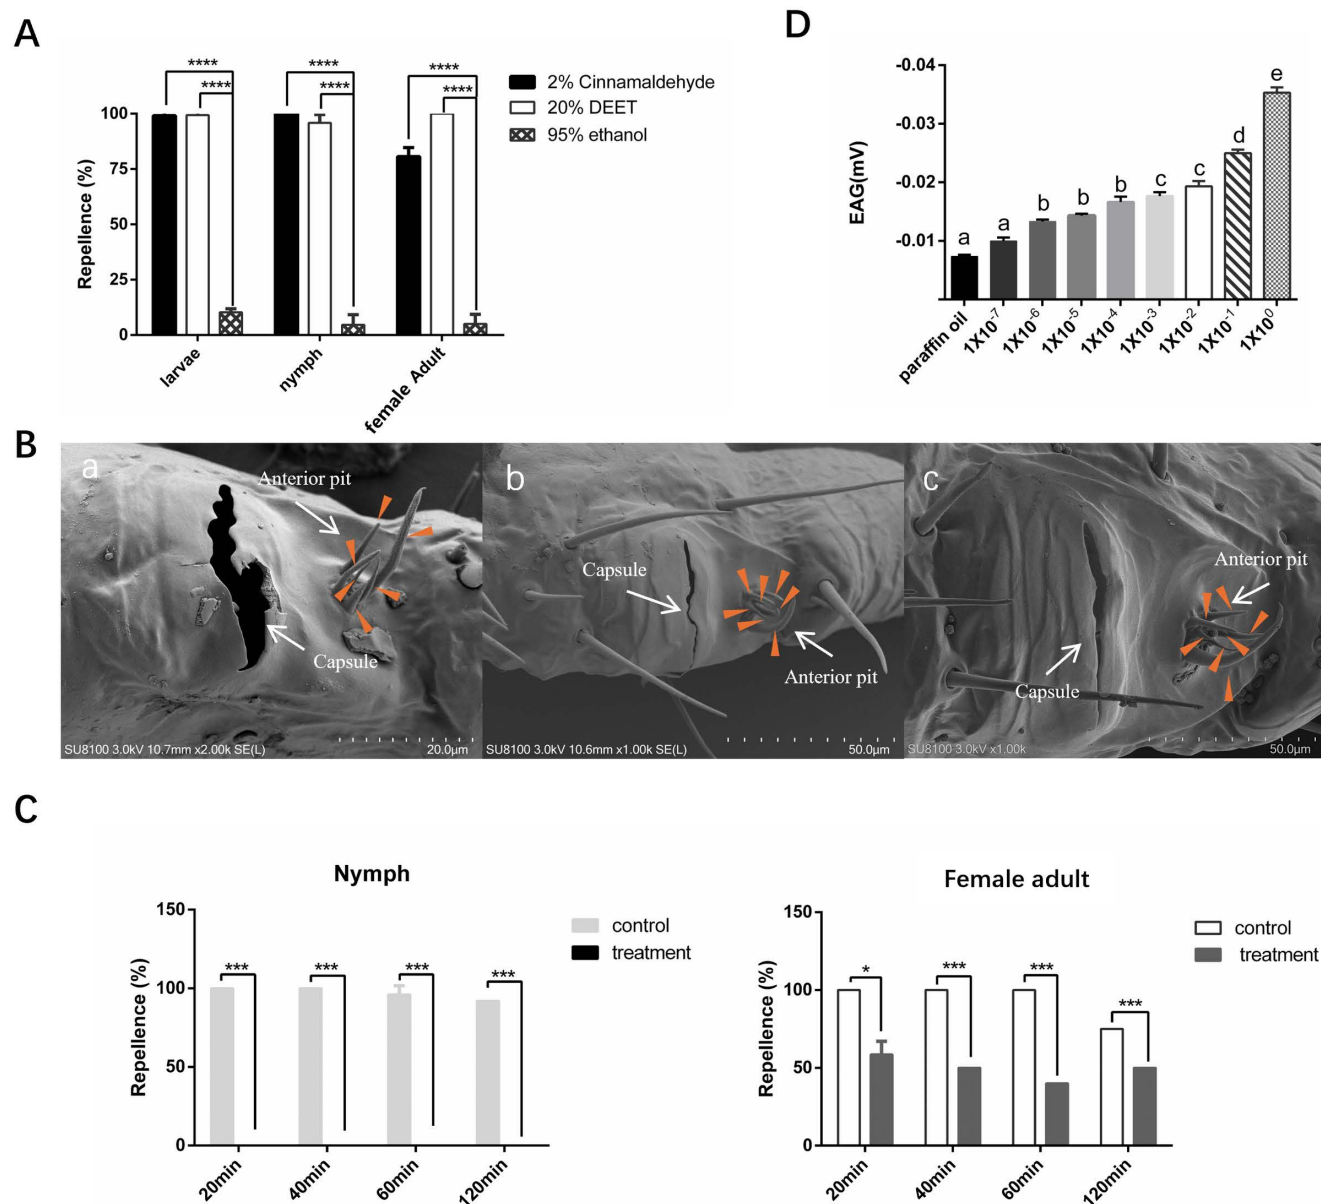 A
****
****
****
****
****
****
2% Cinnamaldehyde
20% DEET
95% ethanol
Repellence (%)
100
75
50
25
0
larvae
nymph
female Adult
D
-0.04
-0.03
-0.02
-0.01
EAG(mV)
a
a
b
b
b
c
c
d
e
paraffin oil
1X10⁻⁷
1X10⁻⁶
1X10⁻⁵
1X10⁻⁴
1X10⁻³
1X10⁻²
1X10⁻¹
1X10⁰
B
a
Anterior pit
Capsule
SU8100 3.0kV 10.7mm x2.00k SE(L)
20.0µm
b
Capsule
Anterior pit
SU8100 3.0kV 10.6mm x1.00k SE(L)
50.0µm
c
Anterior pit
Capsule
SU8100 3.0kV x1.00k
50.0µm
C
Nymph
control
treatment
Repellence (%)
150
100
50
0
***
***
***
***
20min
40min
60min
120min
Female adult
control
treatment
Repellence (%)
150
100
50
0
*
***
***
***
20min
40min
60min
120min